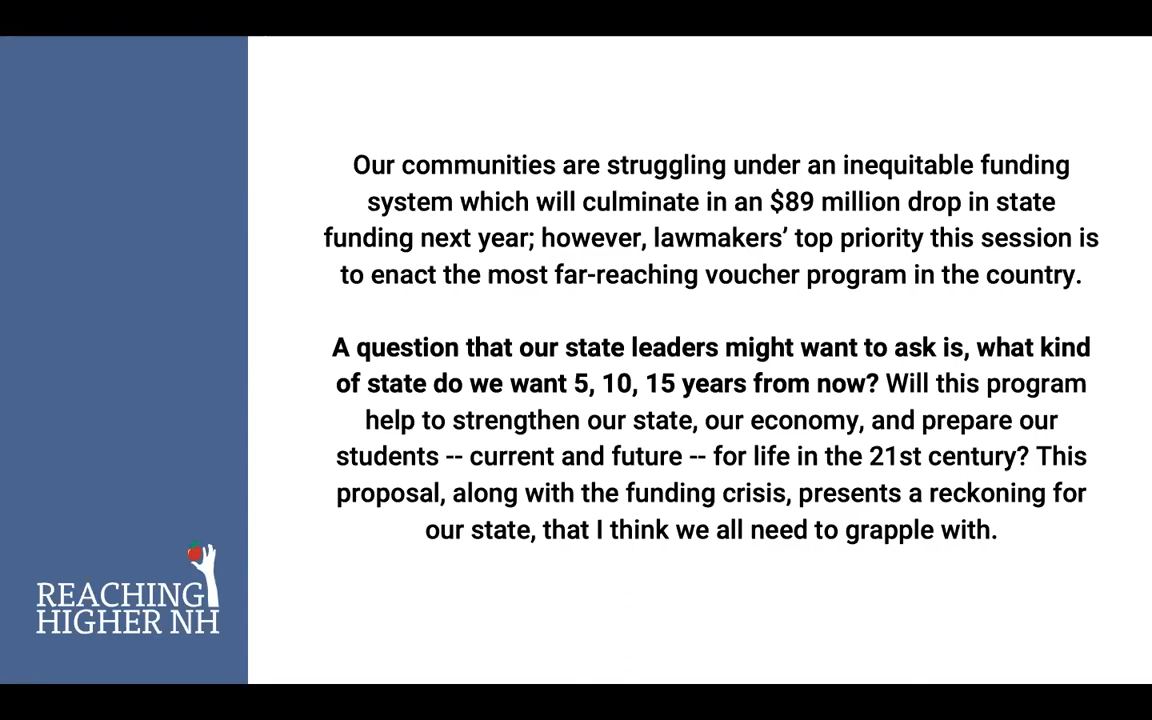 Our communities are struggling under an inequitable funding
system which will culminate in an $89 million drop in state
funding next year; however, lawmakers’ top priority this session is
to enact the most far-reaching voucher program in the country.
A question that our state leaders might want to ask is, what kind
of state do we want 5, 10, 15 years from now? Will this program
help to strengthen our state, our economy, and prepare our
students -- current and future -- for life in the 21st century? This
proposal, along with the funding crisis, presents a reckoning for
our state, that I think we all need to grapple with.
REACHING
HIGHER NH